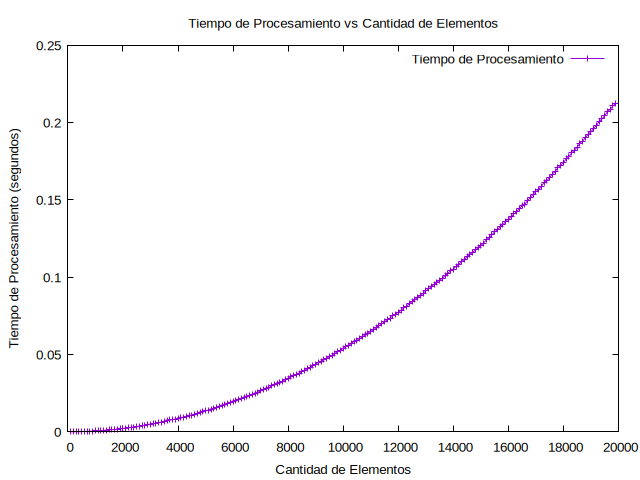 Tiempo de Procesamiento vs Cantidad de Elementos
Tiempo de Procesamiento
Tiempo de Procesamiento (segundos)
0.25
0.2
0.15
0.1
0.05
0
0 2000 4000 6000 8000 10000 12000 14000 16000 18000 20000
Cantidad de Elementos